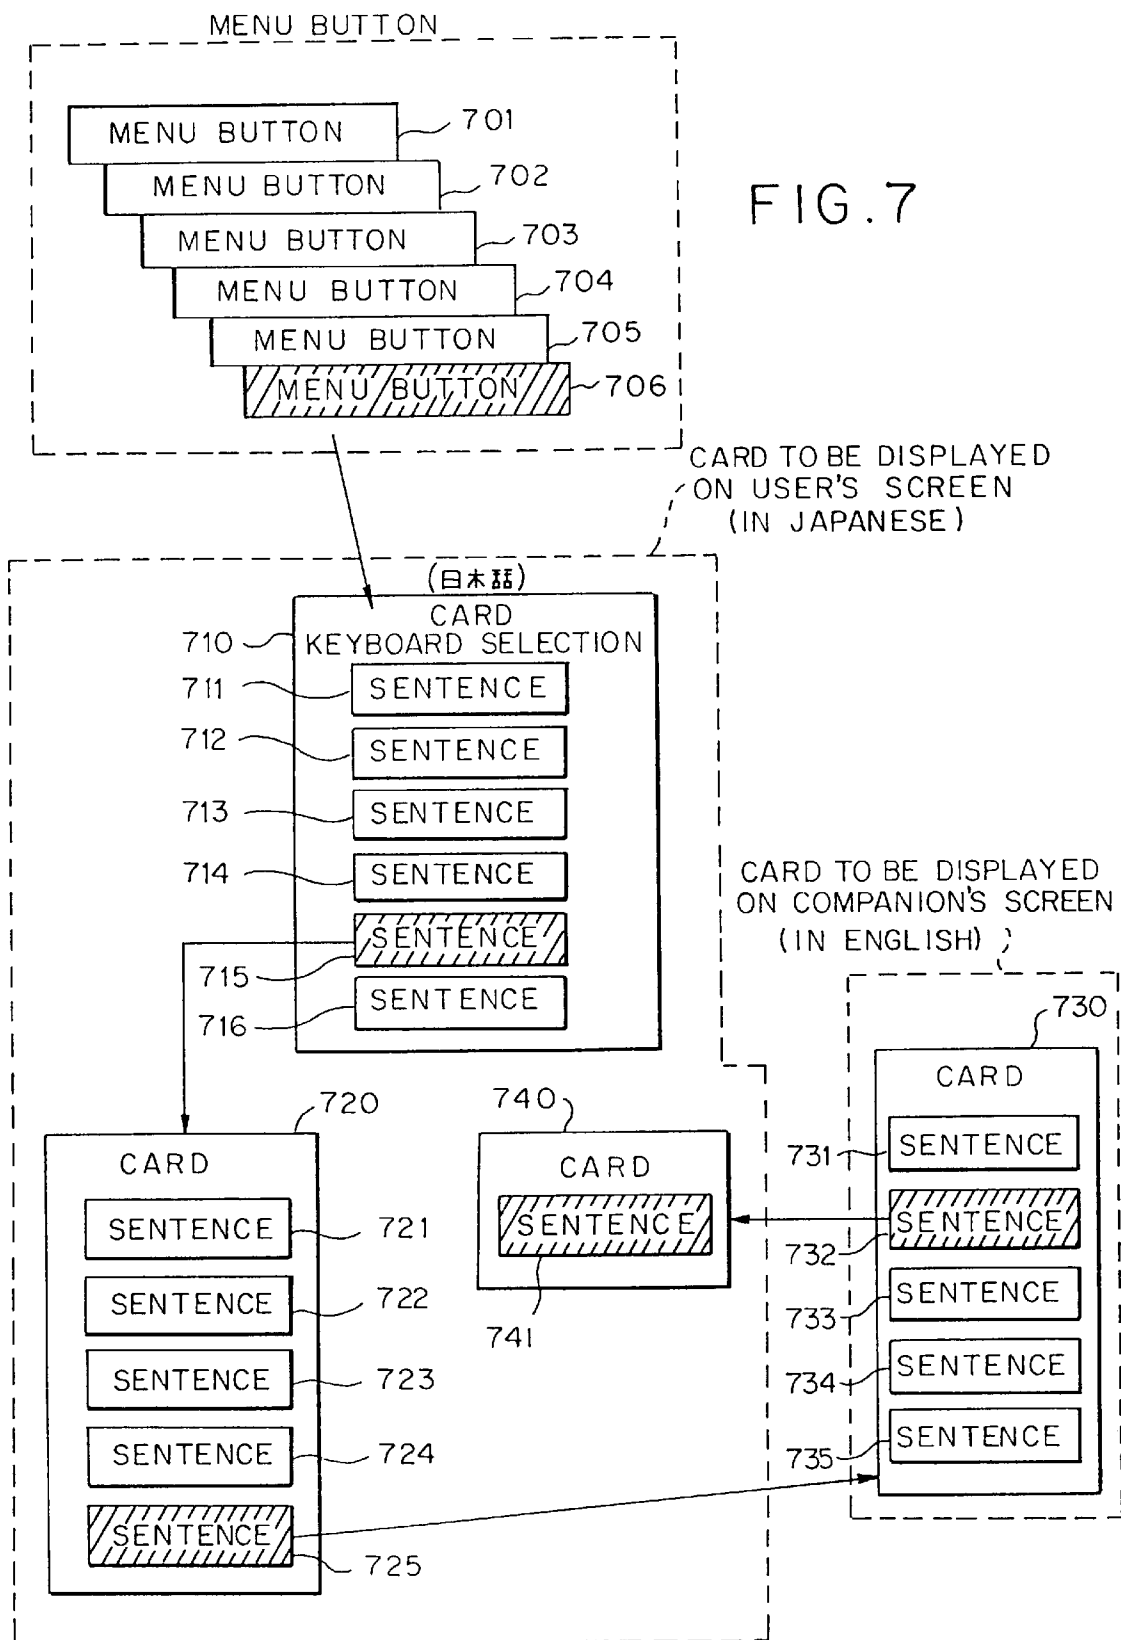 MENU BUTTON
MENU BUTTON 701
MENU BUTTON 702
FIG.7
MENU BUTTON 703
MENU BUTTON 704
MENU BUTTON 705
MENU BUTTON 706
CARD TO BE DISPLAYED
ON USER'S SCREEN
(IN JAPANESE)
(日木語)
CARD
710 KEYBOARD SELECTION
711 SENTENCE
712 SENTENCE
713 SENTENCE
714 SENTENCE
715 SENTENCE
716 SENTENCE
CARD TO BE DISPLAYED
ON COMPANION'S SCREEN
(IN ENGLISH)
720
CARD
SENTENCE 721
SENTENCE 722
SENTENCE 723
SENTENCE 724
SENTENCE 725
740
CARD
SENTENCE
741
730
CARD
731 SENTENCE
732 SENTENCE
733 SENTENCE
734 SENTENCE
735 SENTENCE